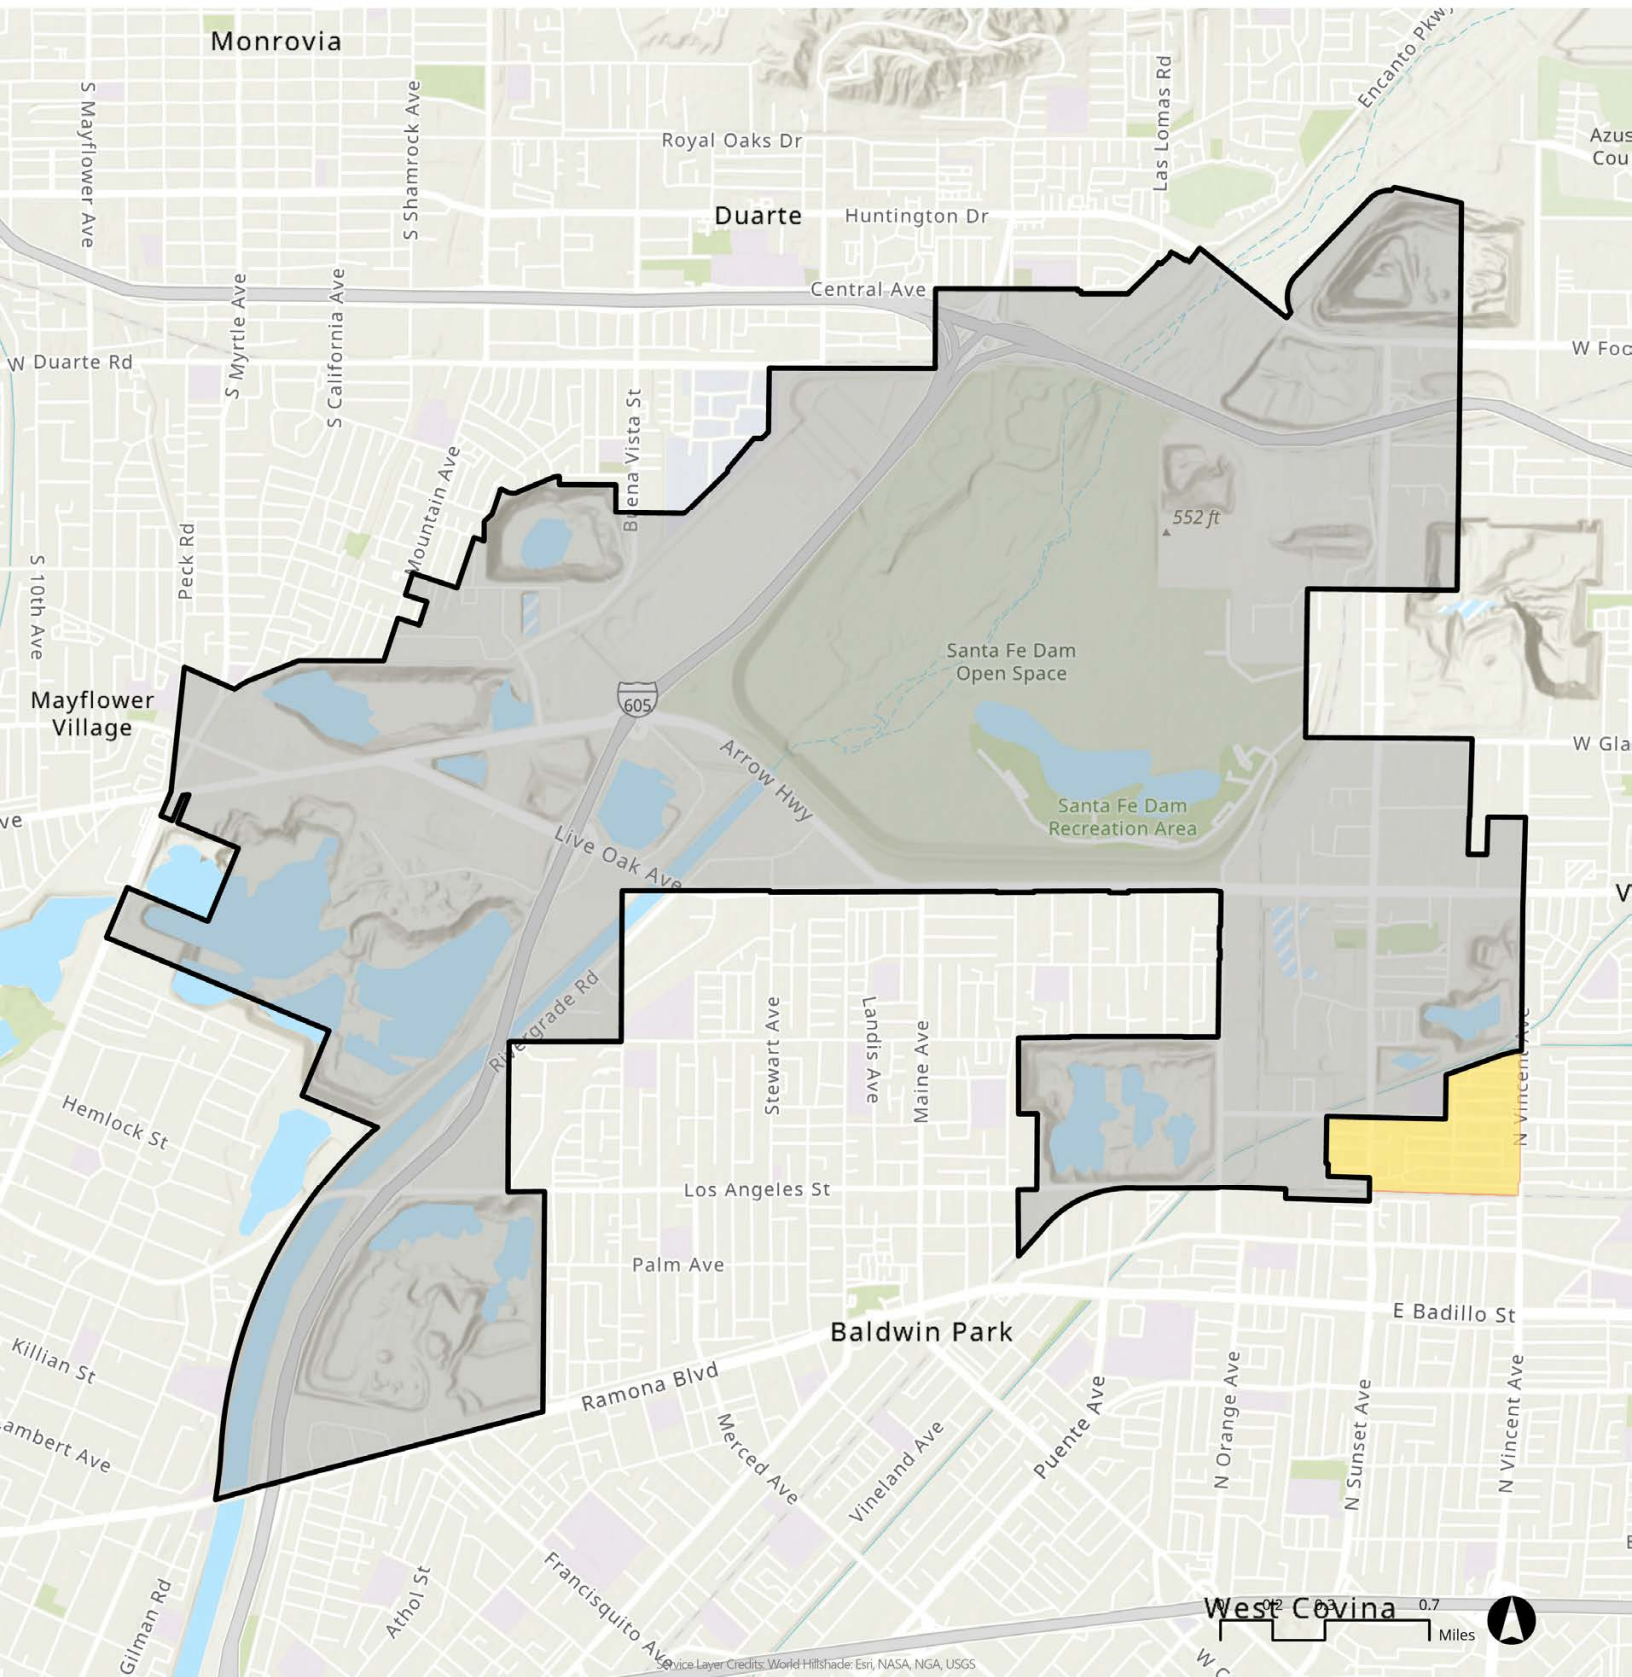 Monrovia
Encanto Pkwy
S Mayflower Ave
S Shamrock Ave
Las Lomas Rd
Royal Oaks Dr
Azus
Cou
Duarte
Huntington Dr
Central Ave
S Myrtle Ave
S California Ave
W Duarte Rd
W Foo
Buena Vista St
Mountain Ave
Peck Rd
S 10th Ave
552 ft
Santa Fe Dam
Open Space
Mayflower
Village
605
W Gla
Arrow Hwy
Santa Fe Dam
Recreation Area
ve
Live Oak Ave
V
Rivergrade Rd
Stewart Ave
Landis Ave
Maine Ave
N Vincent Ave
Hemlock St
Los Angeles St
Palm Ave
E Badillo St
Baldwin Park
Killian St
Ramona Blvd
Lambert Ave
Merced Ave
Vineland Ave
Puente Ave
N Orange Ave
N Sunset Ave
N Vincent Ave
Francisquito Ave
Athol St
Gilman Rd
E
West Covina
0 0.2 0.3 0.7
Miles
W C
Service Layer Credits: World Hillshade: Esri, NASA, NGA, USGS